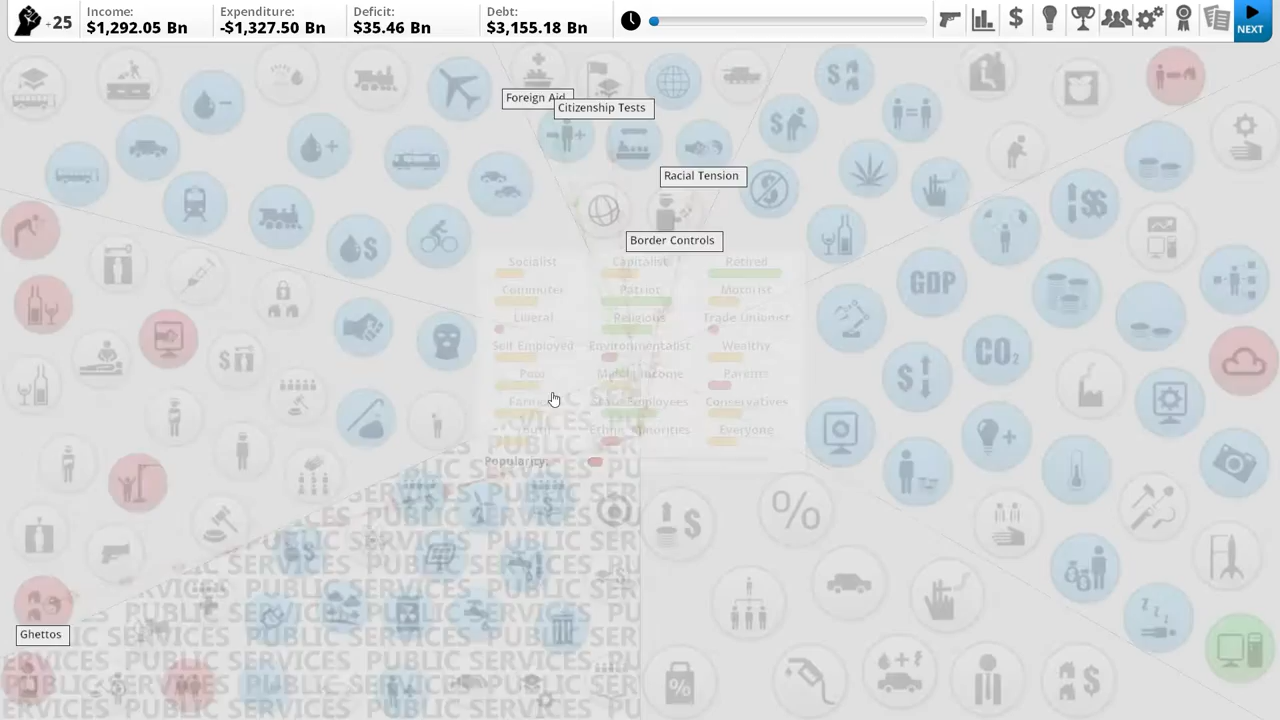 +25
Income:
$1,292.05 Bn
Expenditure:
-$1,327.50 Bn
Deficit:
$35.46 Bn
Debt:
$3,155.18 Bn
NEXT
Foreign Aid
Citizenship Tests
Racial Tension
Border Controls
Socialist Capitalist Retired
Commuter Patriot Motorist
Liberal Religious Trade Unionist
Self Employed Environmentalist Wealthy
Poor Middle Income Parents
Farmers State Employees Conservatives
Youth Ethnic Minorities Everyone
Popularity:
GDP
CO₂
%
PUBLIC SERVICES PUBLIC SERVICES
Ghettos